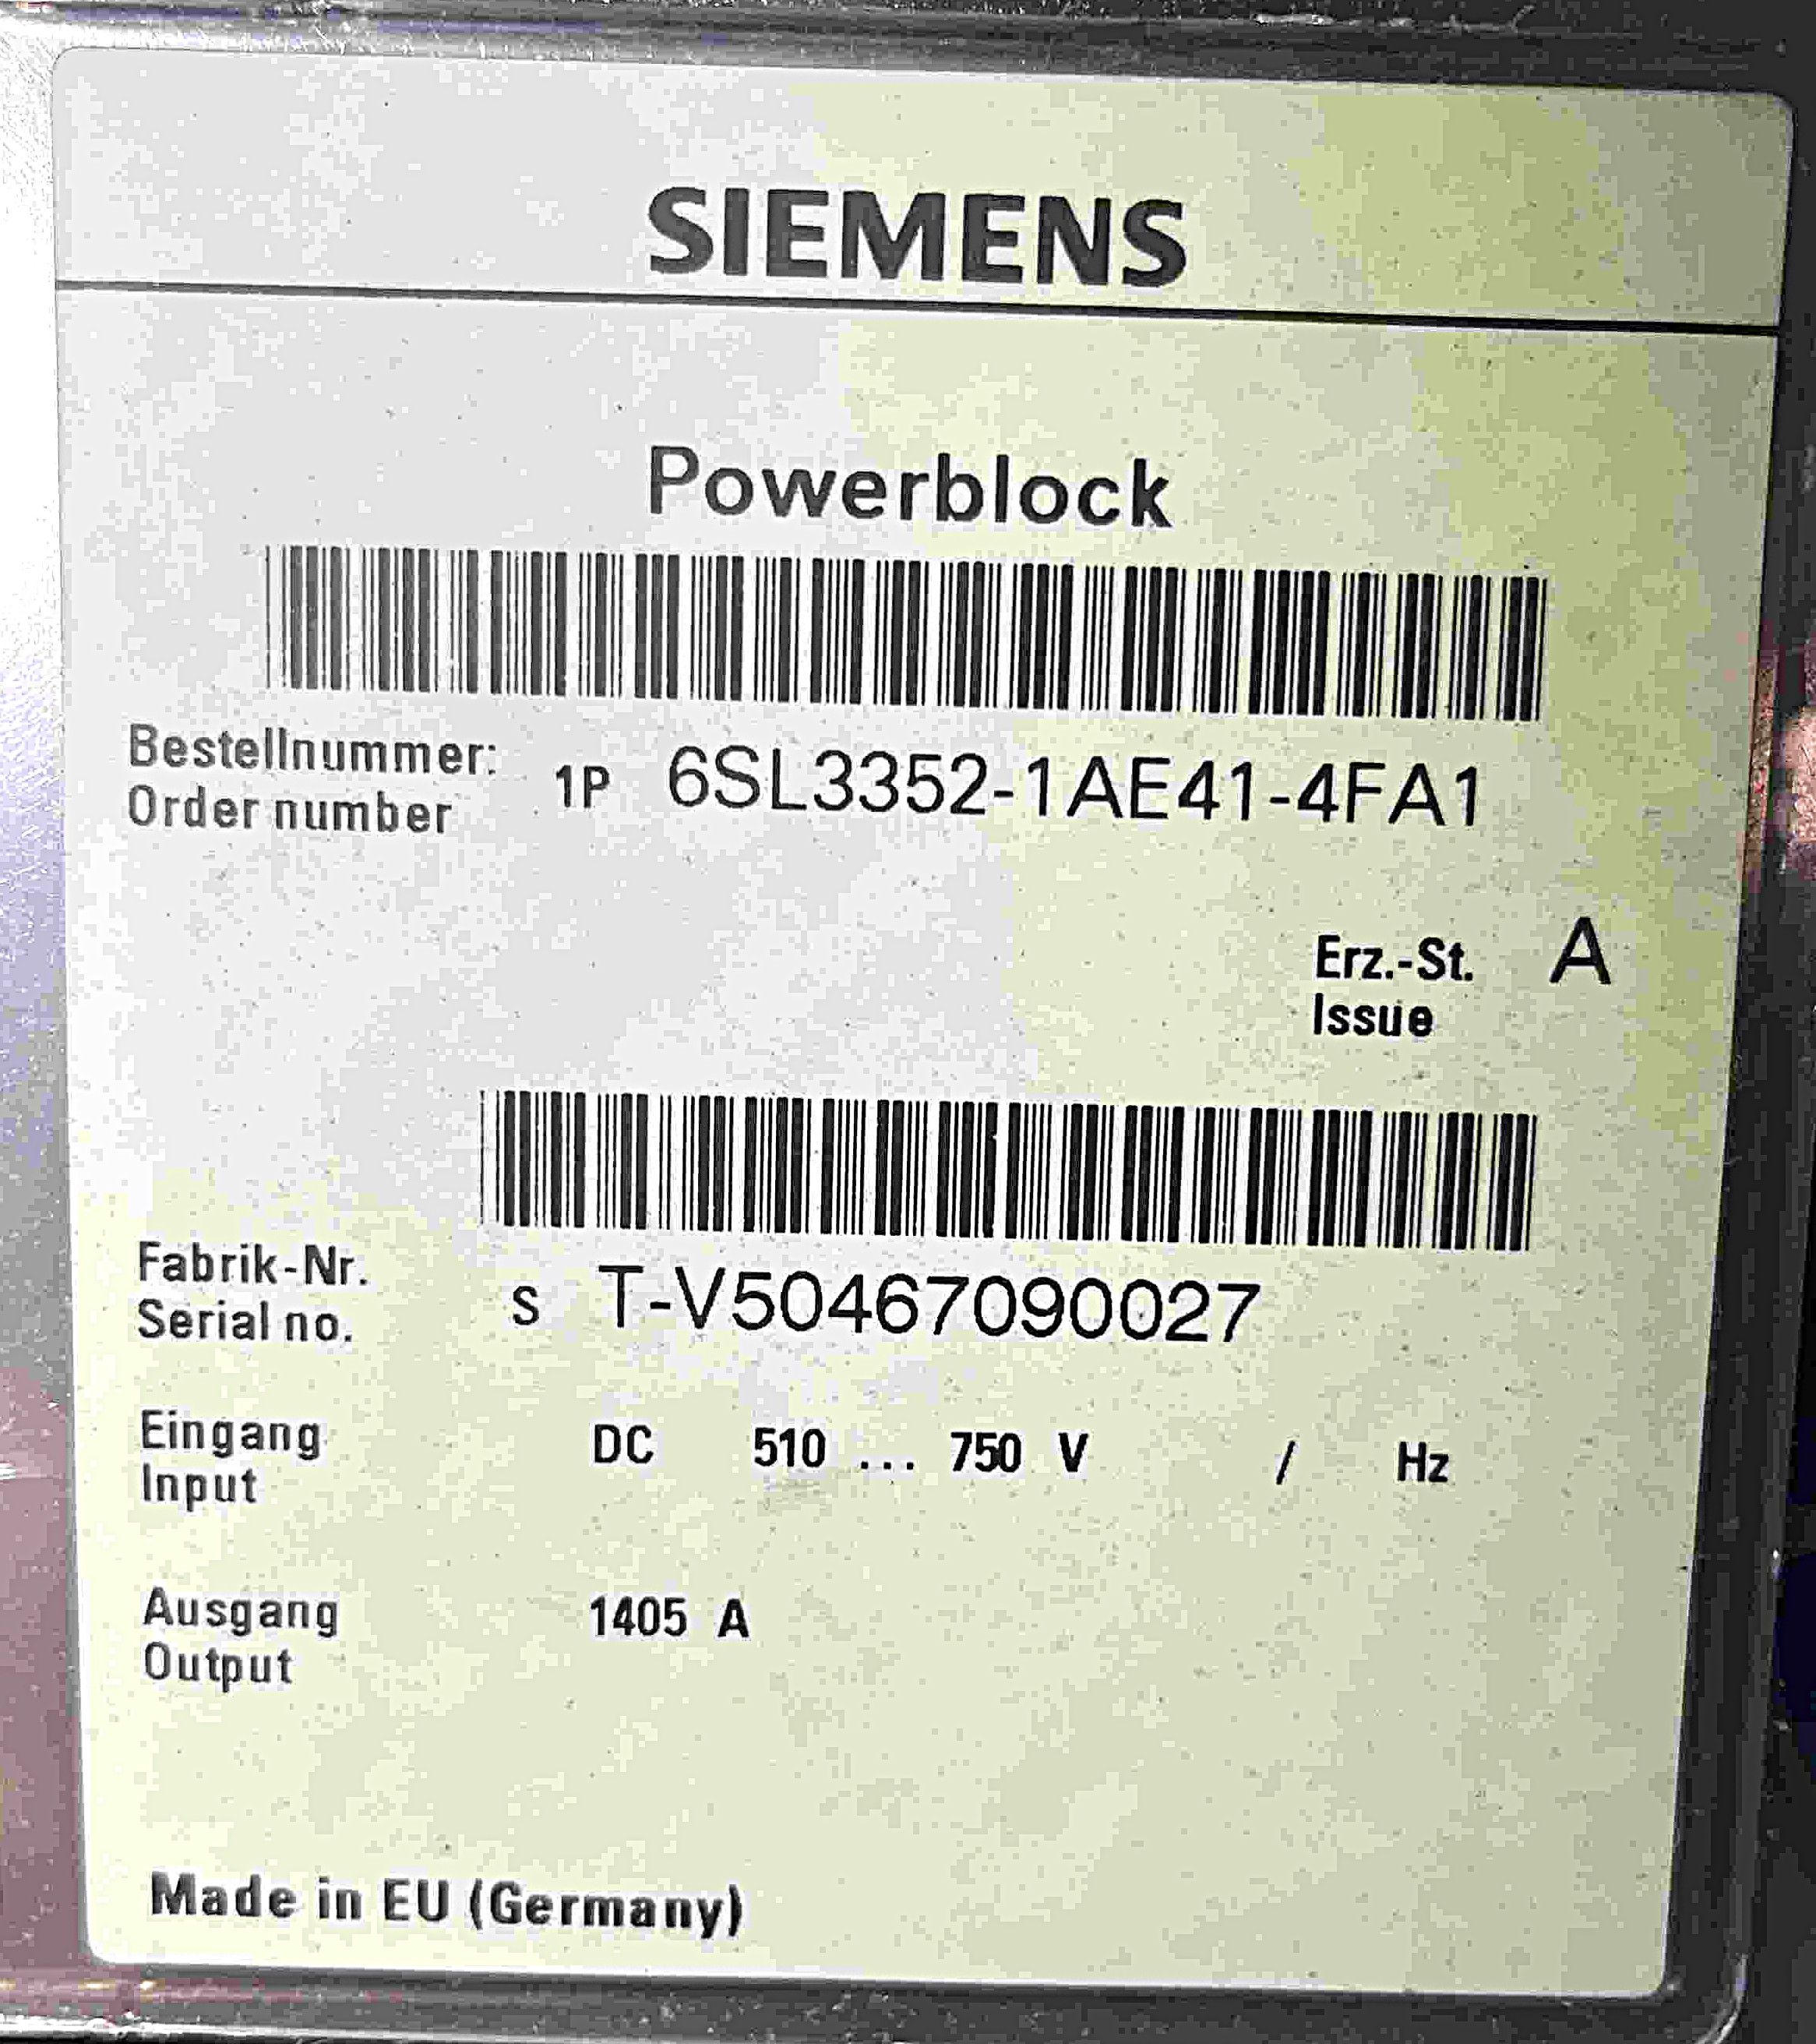 SIEMENS
Powerblock
Bestellnummer: 1P 6SL3352-1AE41-4FA1
Order number
Erz.-St. A
Issue
Fabrik-Nr. S T-V50467090027
Serial no.
Eingang DC 510 ... 750 V / Hz
Input
Ausgang 1405 A
Output
Made in EU (Germany)